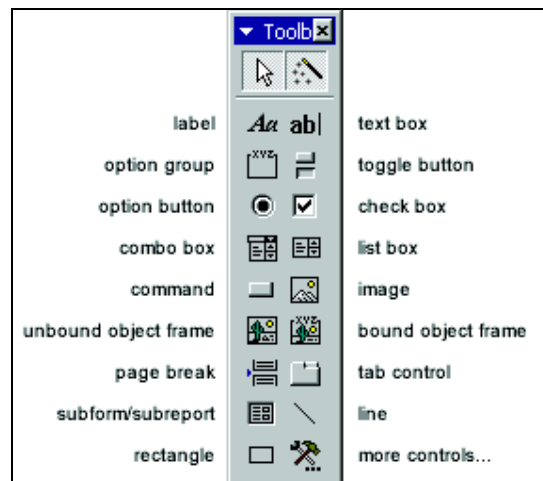 Toolb
label Aa ab| text box
option group XYZ toggle button
option button check box
combo box list box
command image
unbound object frame XYZ bound object frame
page break tab control
subform/subreport line
rectangle more controls...